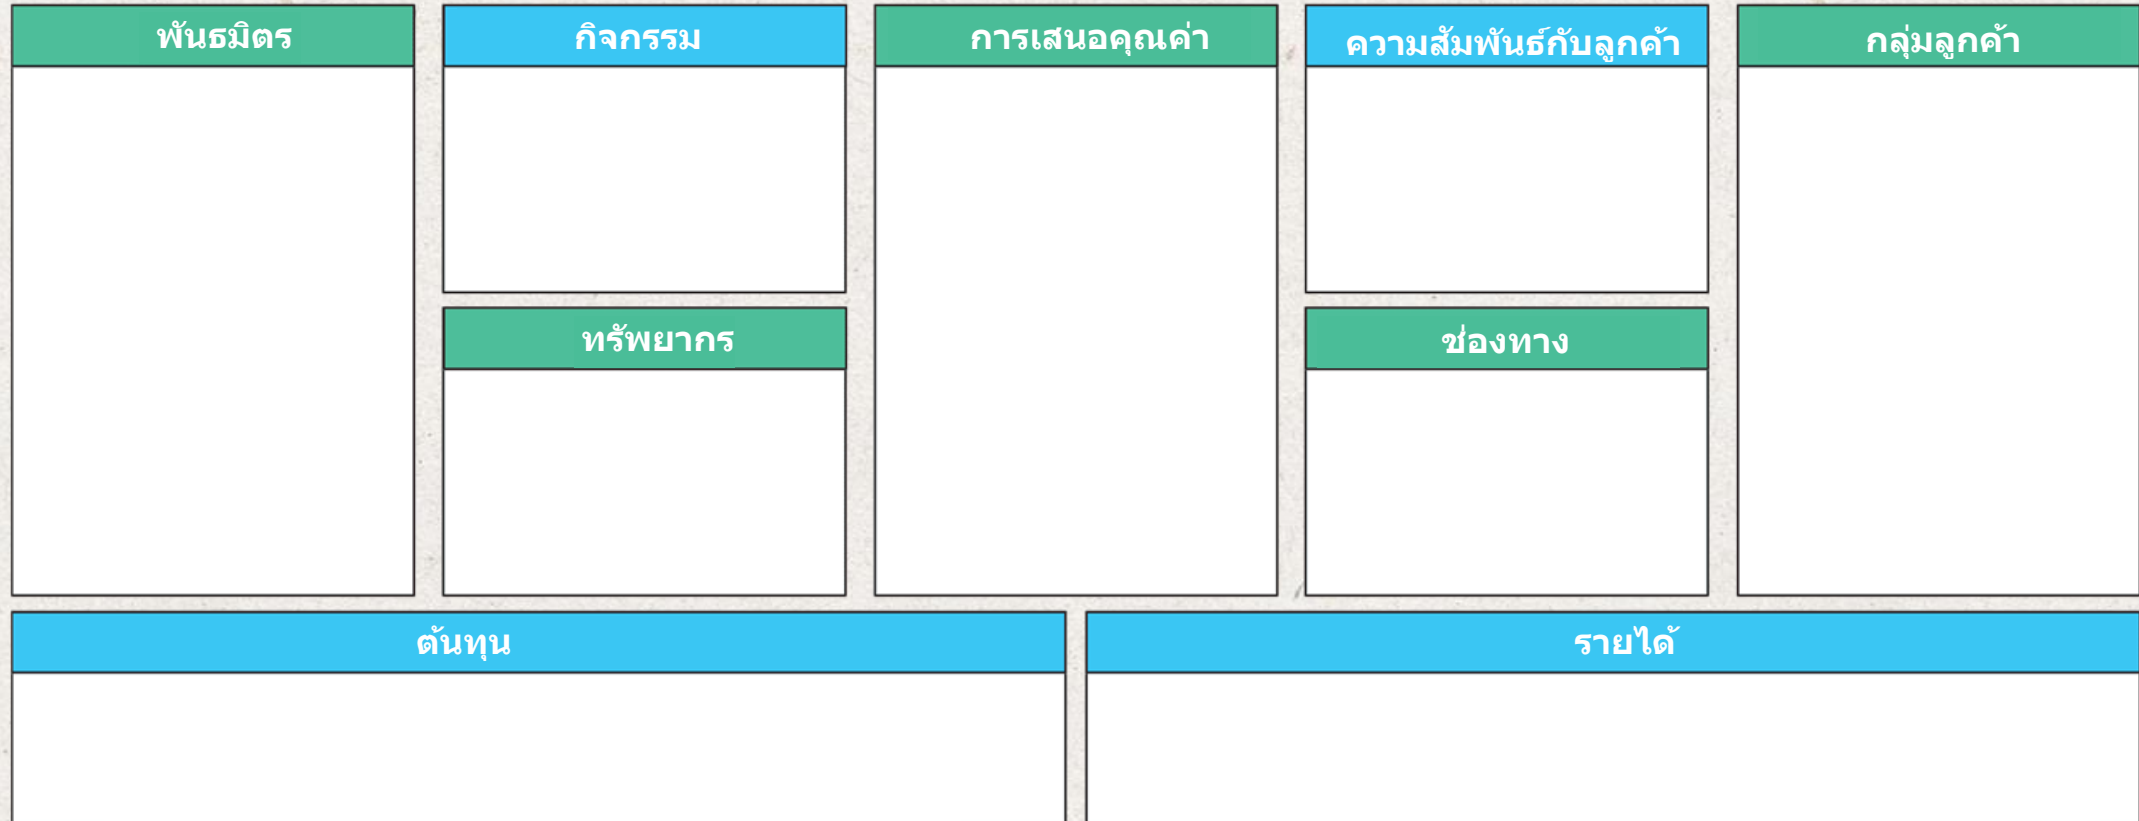 พันธมิตร
กิจกรรม
การเสนอคุณค่า
ความสัมพันธ์กับลูกค้า
กลุ่มลูกค้า
ทรัพยากร
ช่องทาง
ต้นทุน
รายได้